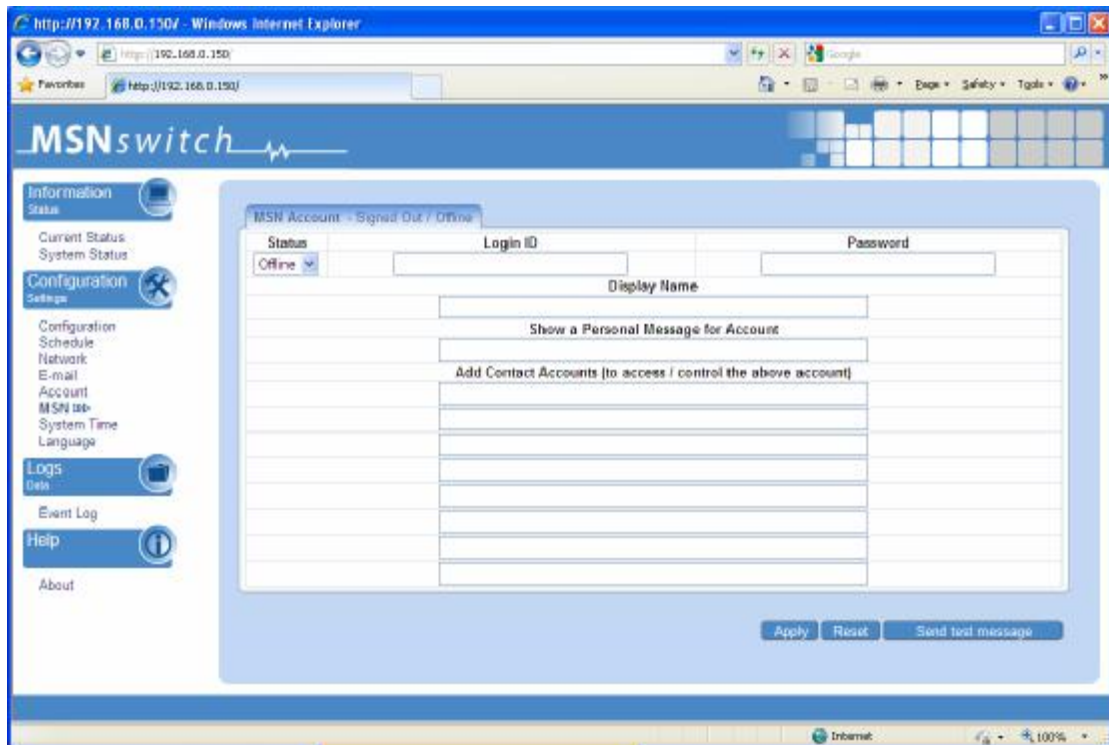 http://192.168.0.150/ - Windows Internet Explorer
http://192.168.0.150/
Google
Favorites
http://192.168.0.150/
Page
Safety
Tools
MSNswitch
Information
Status
Current Status
System Status
Configuration
Settings
Configuration
Schedule
Network
E-mail
Account
MSN
System Time
Language
Logs
Data
Event Log
Help
About
MSN Account - Signed Out / Offline
Status
Login ID
Password
Offline
Display Name
Show a Personal Message for Account
Add Contact Accounts (to access / control the above account)
Apply
Reset
Send test message
Internet
100%